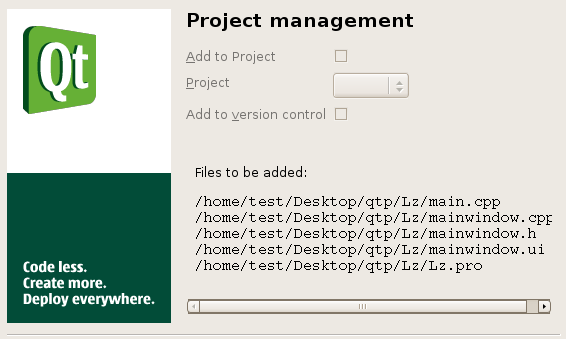 Qt
Code less.
Create more.
Deploy everywhere.
Project management
Add to Project
Project
Add to version control
Files to be added:
/home/test/Desktop/qtp/Lz/main.cpp
/home/test/Desktop/qtp/Lz/mainwindow.cpp
/home/test/Desktop/qtp/Lz/mainwindow.h
/home/test/Desktop/qtp/Lz/mainwindow.ui
/home/test/Desktop/qtp/Lz/Lz.pro